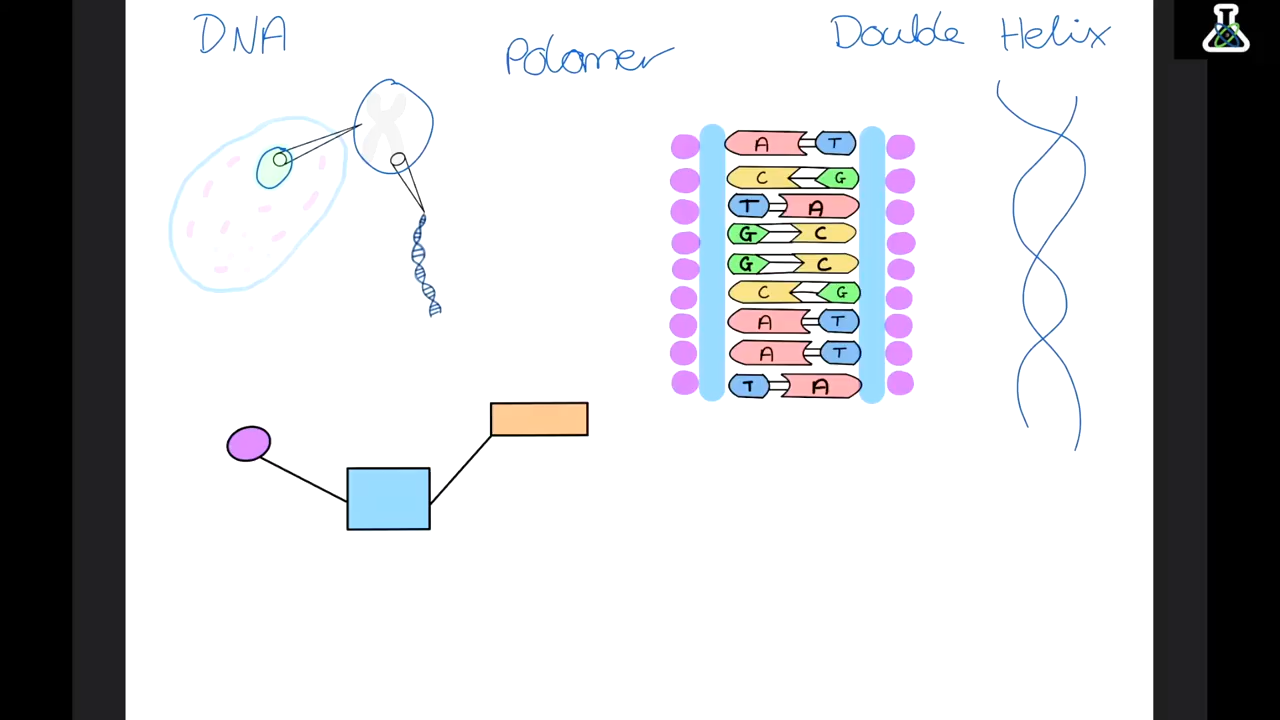 DNA
Polomer
Double Helix
A T
C G
T A
G C
G C
C G
A T
A T
T A